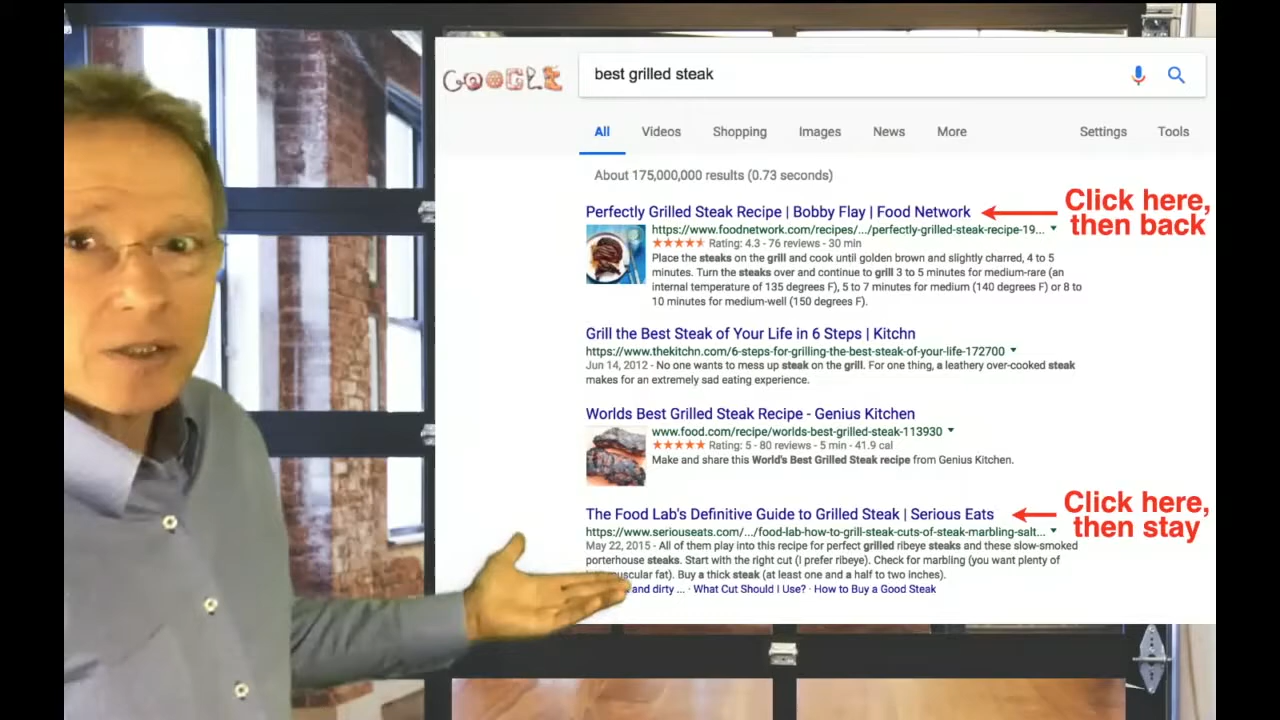 GOOGLE
best grilled steak
All Videos Shopping Images News More Settings Tools
About 175,000,000 results (0.73 seconds)
Perfectly Grilled Steak Recipe | Bobby Flay | Food Network
Click here,
then back
https://www.foodnetwork.com/recipes/.../perfectly-grilled-steak-recipe-19...
Rating: 4.3 - 76 reviews - 30 min
Place the steaks on the grill and cook until golden brown and slightly charred, 4 to 5
minutes. Turn the steaks over and continue to grill 3 to 5 minutes for medium-rare (an
internal temperature of 135 degrees F), 5 to 7 minutes for medium (140 degrees F) or 8 to
10 minutes for medium-well (150 degrees F).
Grill the Best Steak of Your Life in 6 Steps | Kitchn
https://www.thekitchn.com/6-steps-for-grilling-the-best-steak-of-your-life-172700
Jun 14, 2012 - No one wants to mess up steak on the grill. For one thing, a leathery over-cooked steak
makes for an extremely sad eating experience.
Worlds Best Grilled Steak Recipe - Genius Kitchen
www.food.com/recipe/worlds-best-grilled-steak-113930
Rating: 5 - 80 reviews - 5 min - 41.9 cal
Make and share this World's Best Grilled Steak recipe from Genius Kitchen.
The Food Lab's Definitive Guide to Grilled Steak | Serious Eats
Click here,
then stay
https://www.seriouseats.com/.../food-lab-how-to-grill-steak-cuts-of-steak-marbling-salt...
May 22, 2015 - All of them play into this recipe for perfect grilled ribeye steaks and these slow-smoked
porterhouse steaks. Start with the right cut (I prefer ribeye). Check for marbling (you want plenty of
fat). Buy a thick steak (at least one and a half to two inches).
and dirty ... · What Cut Should I Use? · How to Buy a Good Steak